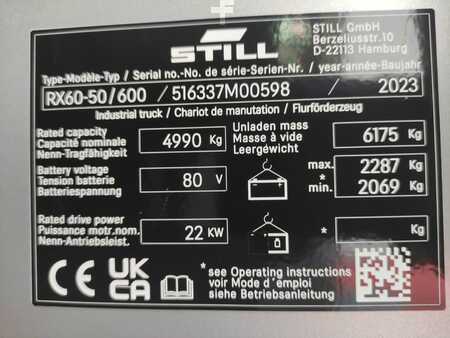 STILL
STILL GmbH
Berzeliusstr.10
D-22113 Hamburg
Type-Modèle-Typ / Serial no.-No. de série-Serien-Nr. / year-année-Baujahr
RX60-50/600 / 516337M00598 / 2023
Industrial truck / Chariot de manutation / Flurförderzeug
Rated capacity
Capacité nominale
Nenn-Tragfähigkeit
4990 Kg
Unladen mass
Masse à vide
Leergewicht
6175 Kg
Battery voltage
Tension batterie
Batteriespannung
80 V
max. 2287 Kg
*
min. 2069 Kg
Rated drive power
Puissance motr.nom.
Nenn-Antriebsleist.
22 KW
* Kg
CE
UK
CA
*see Operating instructions
voir Mode d'emploi
siehe Betriebsanleitung